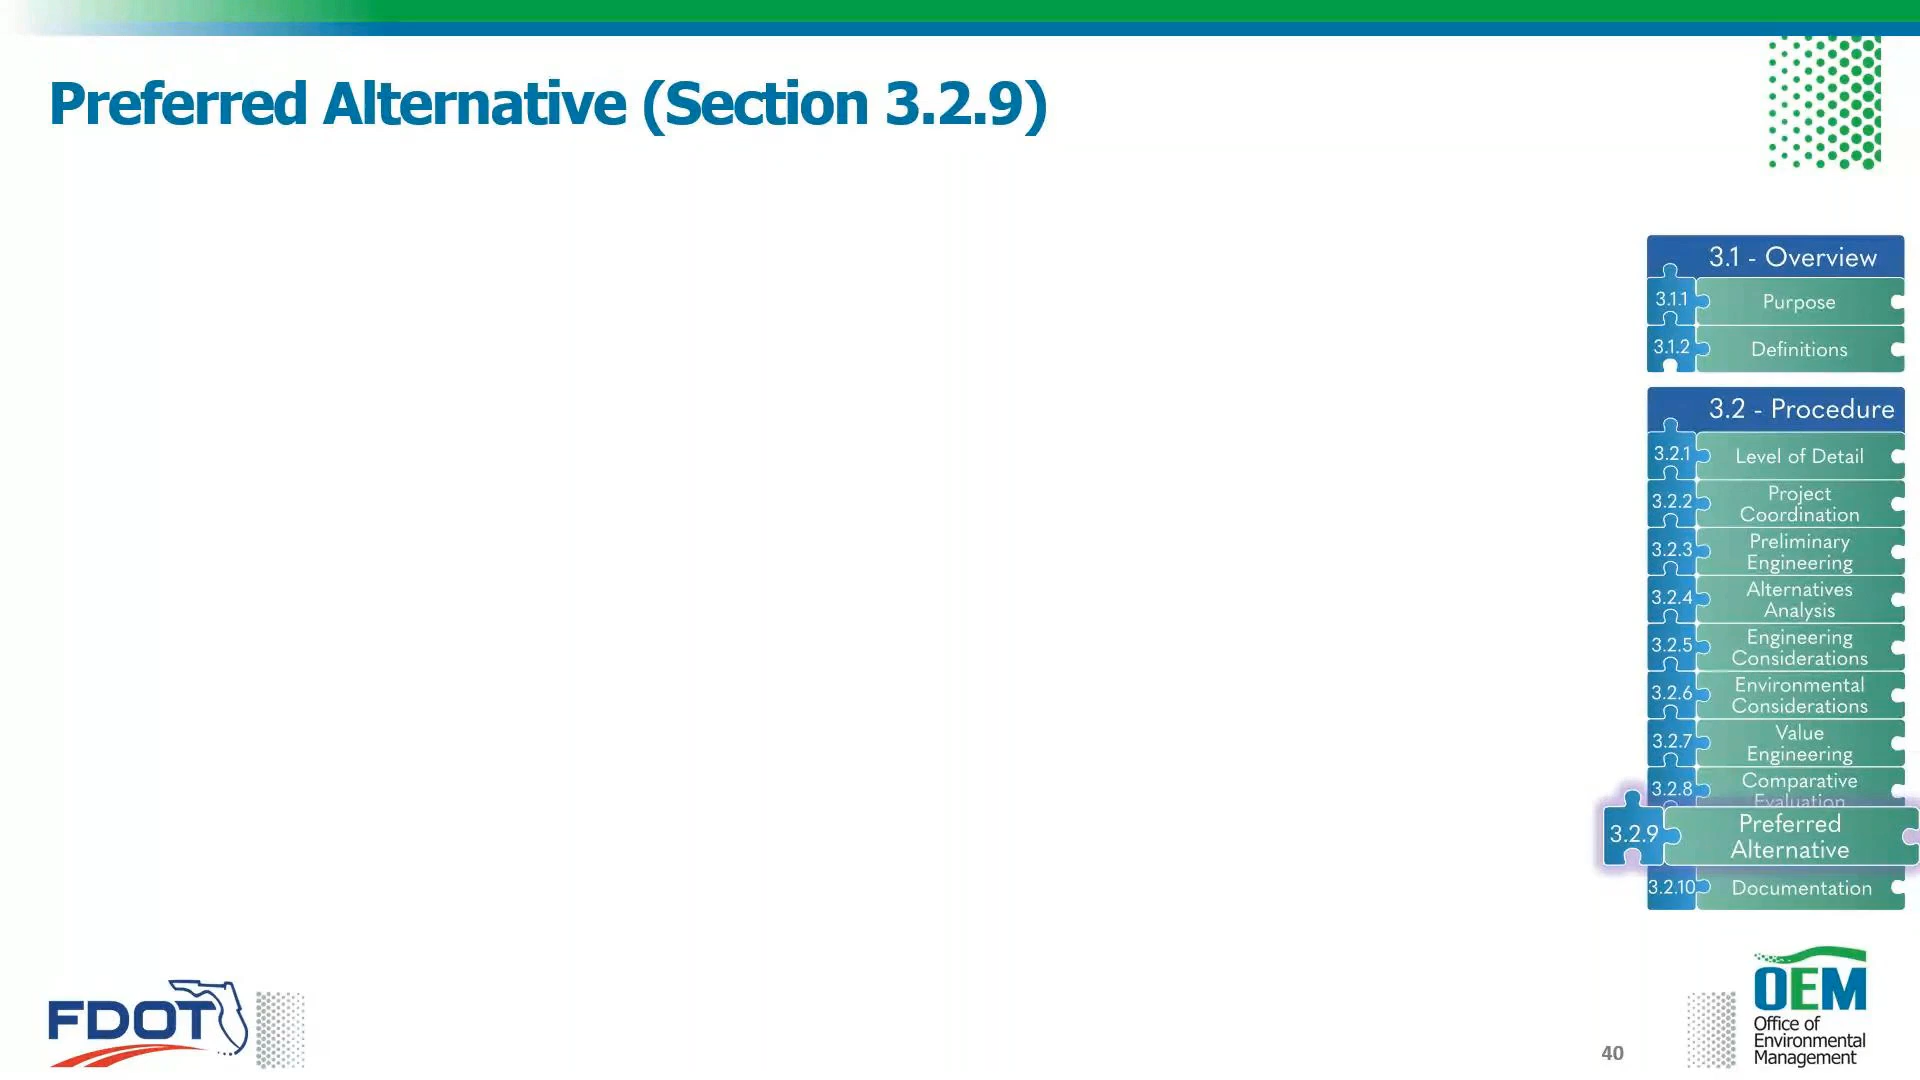 Preferred Alternative (Section 3.2.9)
3.1 - Overview
3.1.1 Purpose
3.1.2 Definitions
3.2 - Procedure
3.2.1 Level of Detail
3.2.2 Project
Coordination
3.2.3 Preliminary
Engineering
3.2.4 Alternatives
Analysis
3.2.5 Engineering
Considerations
3.2.6 Environmental
Considerations
3.2.7 Value
Engineering
3.2.8 Comparative
Evaluation
3.2.9 Preferred
Alternative
3.2.10 Documentation
FDOT
40
OEM
Office of
Environmental
Management